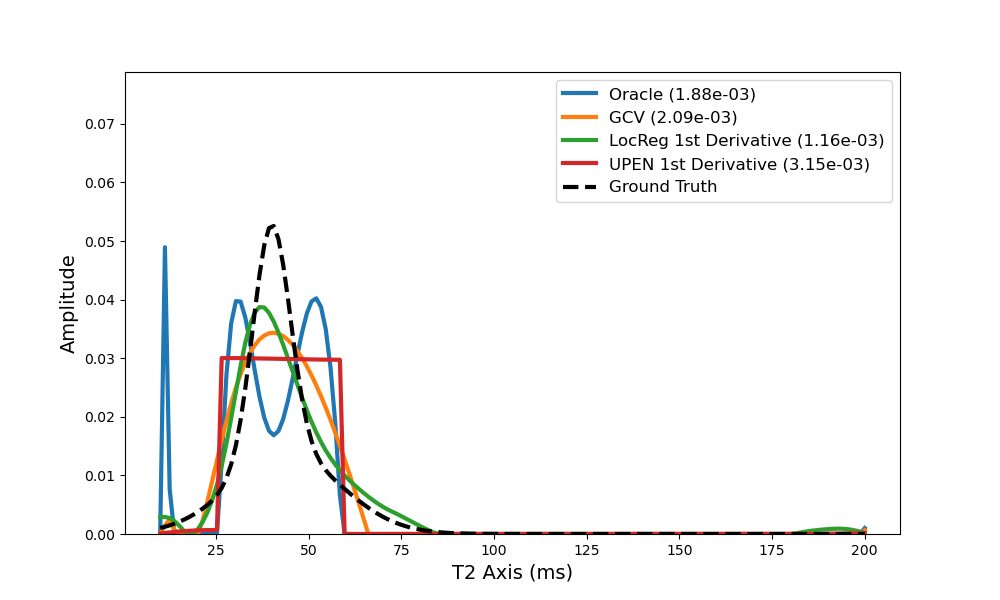 Oracle (1.88e-03)
GCV (2.09e-03)
LocReg 1st Derivative (1.16e-03)
UPEN 1st Derivative (3.15e-03)
Ground Truth
Amplitude
0.07
0.06
0.05
0.04
0.03
0.02
0.01
0.00
25 50 75 100 125 150 175 200
T2 Axis (ms)